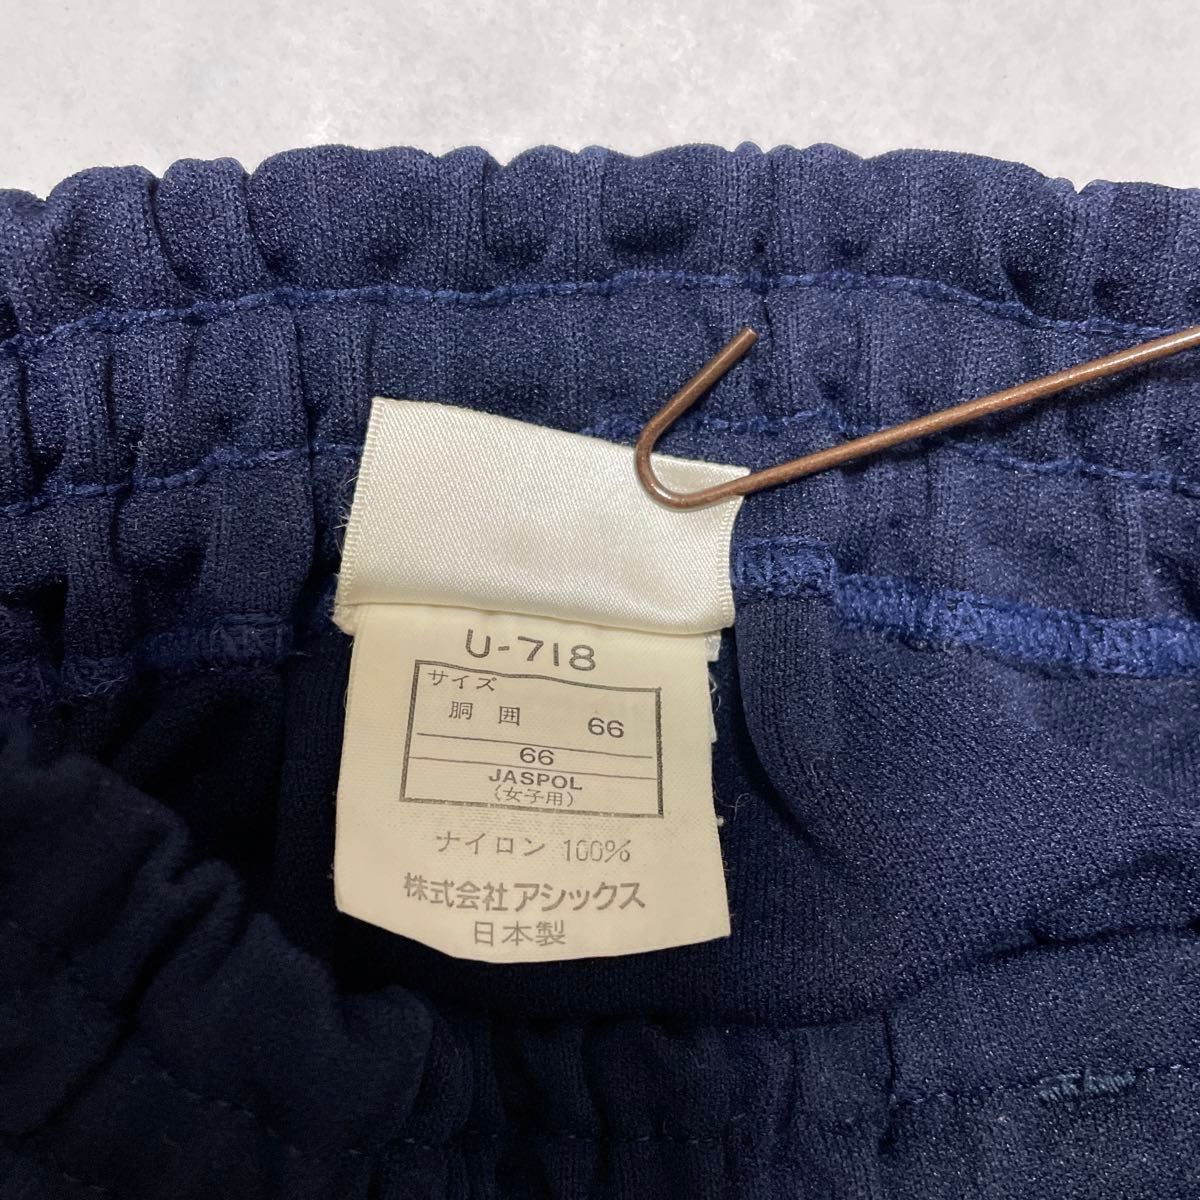 U-718
サイズ
胴囲 66
66
JASPOL
（女子用）
ナイロン 100%
株式会社アシックス
日本製